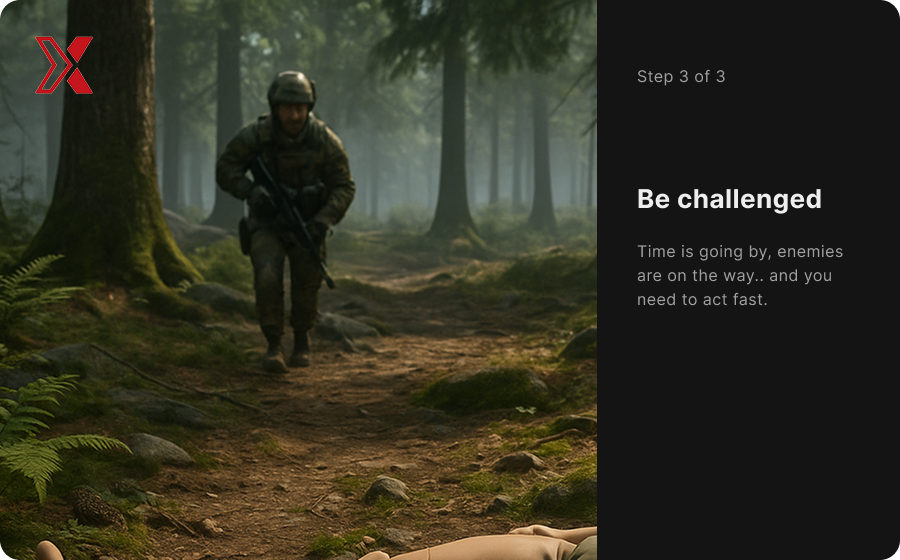 Step 3 of 3
Be challenged
Time is going by, enemies
are on the way.. and you
need to act fast.